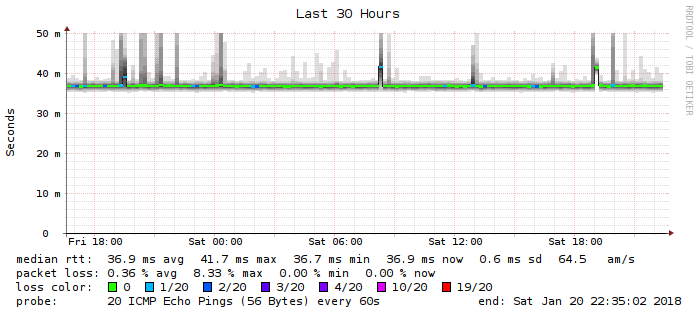 Last 30 Hours
RRDTOOL / TOBI OETIKER
Seconds
50 m
40 m
30 m
20 m
10 m
0
Fri 18:00 Sat 00:00 Sat 06:00 Sat 12:00 Sat 18:00
median rtt: 36.9 ms avg 41.7 ms max 36.7 ms min 36.9 ms now 0.6 ms sd 64.5 am/s
packet loss: 0.36 % avg 8.33 % max 0.00 % min 0.00 % now
loss color: 0 1/20 2/20 3/20 4/20 10/20 19/20
probe: 20 ICMP Echo Pings (56 Bytes) every 60s end: Sat Jan 20 22:35:02 2018